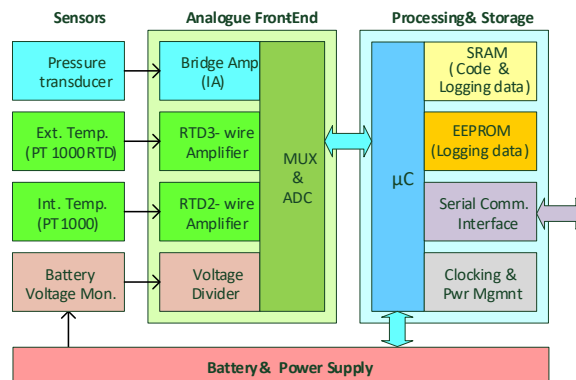 Sensors
Analogue FrontEnd
Processing& Storage
Pressure
transducer
Bridge Amp
(IA)
Ext. Temp.
(PT 1000RTD)
RTD3- wire
Amplifier
Int. Temp.
(PT1000)
RTD2- wire
Amplifier
Battery
Voltage Mon.
Voltage
Divider
MUX
&
ADC
µC
SRAM
(Code &
Logging data)
EEPROM
(Logging data)
Serial Comm.
Interface
Clocking &
Pwr Mgmnt
Battery& Power Supply